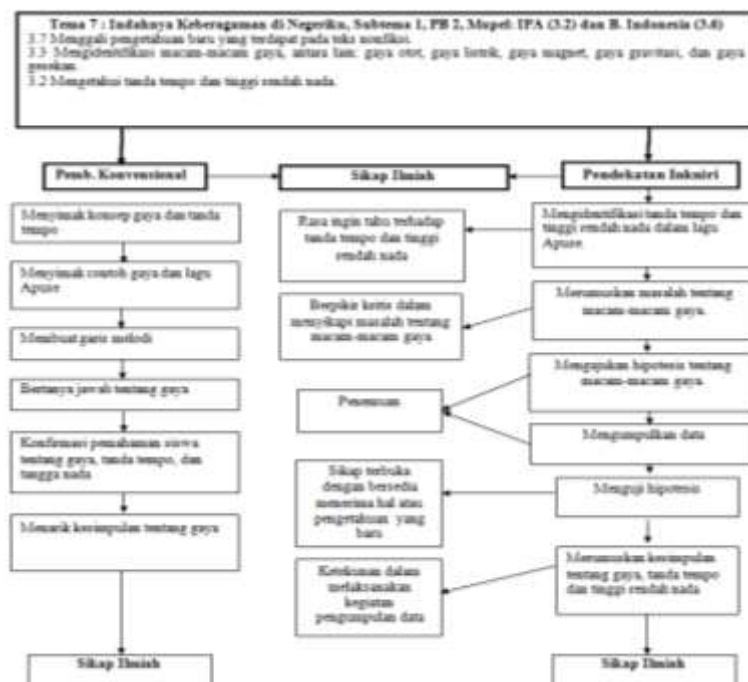 Tema 7 : Indahnya Keberagaman di Negeriku, Subtema 1, PB 2, Mapel: IPA (3.2) dan B. Indonesia (3.4)
3.7 Menggali pengetahuan baru yang terdapat pada teks nonfiksi.
3.3 Mengidentifikasi macam-macam gaya, antara lain: gaya otot, gaya listrik, gaya magnet, gaya gravitasi, dan gaya
gesekan.
3.2 Mengetahui tanda tempo dan tinggi rendah nada.
Pemb. Konvensional
Sikap Ilmiah
Pendekatan Inkuiri
Menyimak konsep gaya dan tanda
tempo
Menyimak contoh gaya dan lagu
Apuse
Membuat garis melodi
Bertanya jawab tentang gaya
Konfirmasi pemahaman siswa
tentang gaya, tanda tempo, dan
tangga nada
Menarik kesimpulan tentang gaya
Sikap Ilmiah
Rasa ingin tahu terhadap
tanda tempo dan tinggi
rendah nada
Berpikir kritis dalam
menyikapi masalah tentang
macam-macam gaya
Penemuan
Sikap terbuka
dengan bersedia
menerima hal atau
pengetahuan yang
baru
Ketekunan dalam
melaksanakan
kegiatan
pengumpulan data
Mengidentifikasi tanda tempo dan
tinggi rendah nada dalam lagu
Apuse
Merumuskan masalah tentang
macam-macam gaya.
Mengajukan hipotesis tentang
macam-macam gaya.
Mengumpulkan data
Menguji hipotesis
Merumuskan kesimpulan
tentang gaya, tanda tempo
dan tinggi rendah nada
Sikap Ilmiah